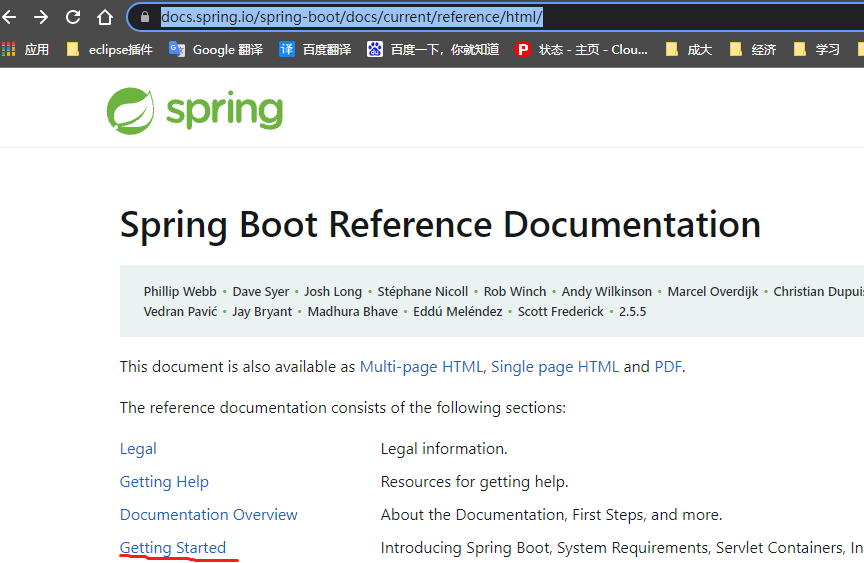 docs.spring.io/spring-boot/docs/current/reference/html/
应用 eclipse插件 Google 翻译 译 百度翻译 百度一下，你就知道 P 状态 - 主页 - Clou... 成大 经济 学习
spring
Spring Boot Reference Documentation
Phillip Webb • Dave Syer • Josh Long • Stéphane Nicoll • Rob Winch • Andy Wilkinson • Marcel Overdijk • Christian Dupuis
Vedran Pavić • Jay Bryant • Madhura Bhave • Eddú Meléndez • Scott Frederick • 2.5.5
This document is also available as Multi-page HTML, Single page HTML and PDF.
The reference documentation consists of the following sections:
Legal Legal information.
Getting Help Resources for getting help.
Documentation Overview About the Documentation, First Steps, and more.
Getting Started Introducing Spring Boot, System Requirements, Servlet Containers, In